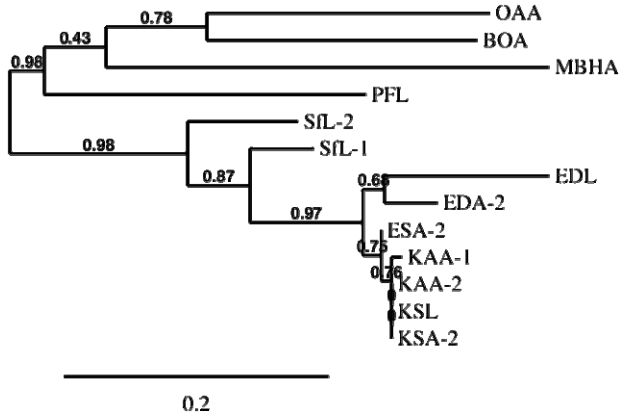 OAA
0.78
BOA
0.43
0.98
MBHA
PFL
SfL-2
0.98
SfL-1
0.87
0.68 EDL
EDA-2
0.97
ESA-2
0.75
KAA-1
0.76
KAA-2
KSL
KSA-2
0.2